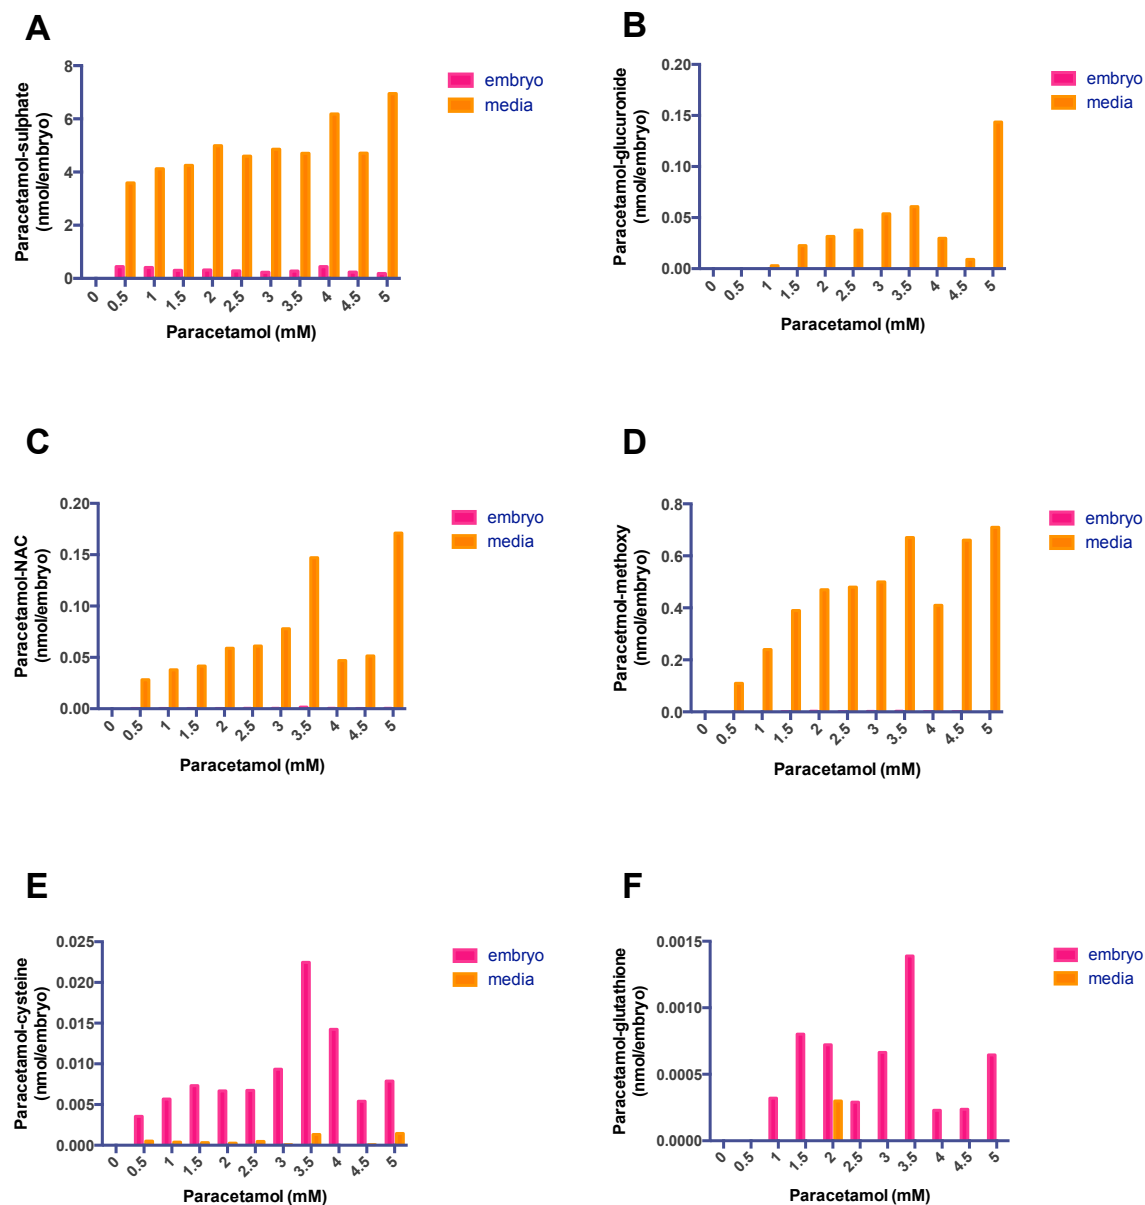 A
Paracetamol-sulphate
(nmol/embryo)
8
6
4
2
0
0
0.5
1
1.5
2
2.5
3
3.5
4
4.5
5
Paracetamol (mM)
embryo
media
B
Paracetamol-glucuronide
(nmol/embryo)
0.20
0.15
0.10
0.05
0.00
0
0.5
1
1.5
2
2.5
3
3.5
4
4.5
5
Paracetamol (mM)
embryo
media
C
Paracetamol-NAC
(nmol/embryo)
0.20
0.15
0.10
0.05
0.00
0
0.5
1
1.5
2
2.5
3
3.5
4
4.5
5
Paracetamol (mM)
embryo
media
D
Paracetmol-methoxy
(nmol/embryo)
0.8
0.6
0.4
0.2
0.0
0
0.5
1
1.5
2
2.5
3
3.5
4
4.5
5
Paracetamol (mM)
embryo
media
E
Paracetamol-cysteine
(nmol/embryo)
0.025
0.020
0.015
0.010
0.005
0.000
0
0.5
1
1.5
2
2.5
3
3.5
4
4.5
5
Paracetamol (mM)
embryo
media
F
Paracetamol-glutathione
(nmol/embryo)
0.0015
0.0010
0.0005
0.0000
0
0.5
1
1.5
2
2.5
3
3.5
4
4.5
5
Paracetamol (mM)
embryo
media